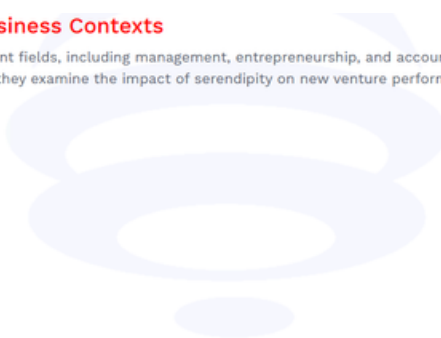 siness Contexts
nt fields, including management, entrepreneurship, and accou
they examine the impact of serendipity on new venture perform